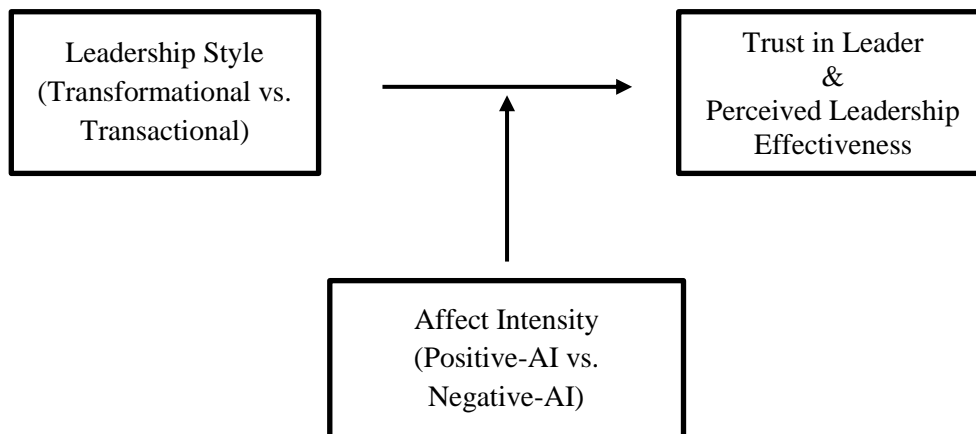 Leadership Style
(Transformational vs.
Transactional)
Trust in Leader
&
Perceived Leadership
Effectiveness
Affect Intensity
(Positive-AI vs.
Negative-AI)